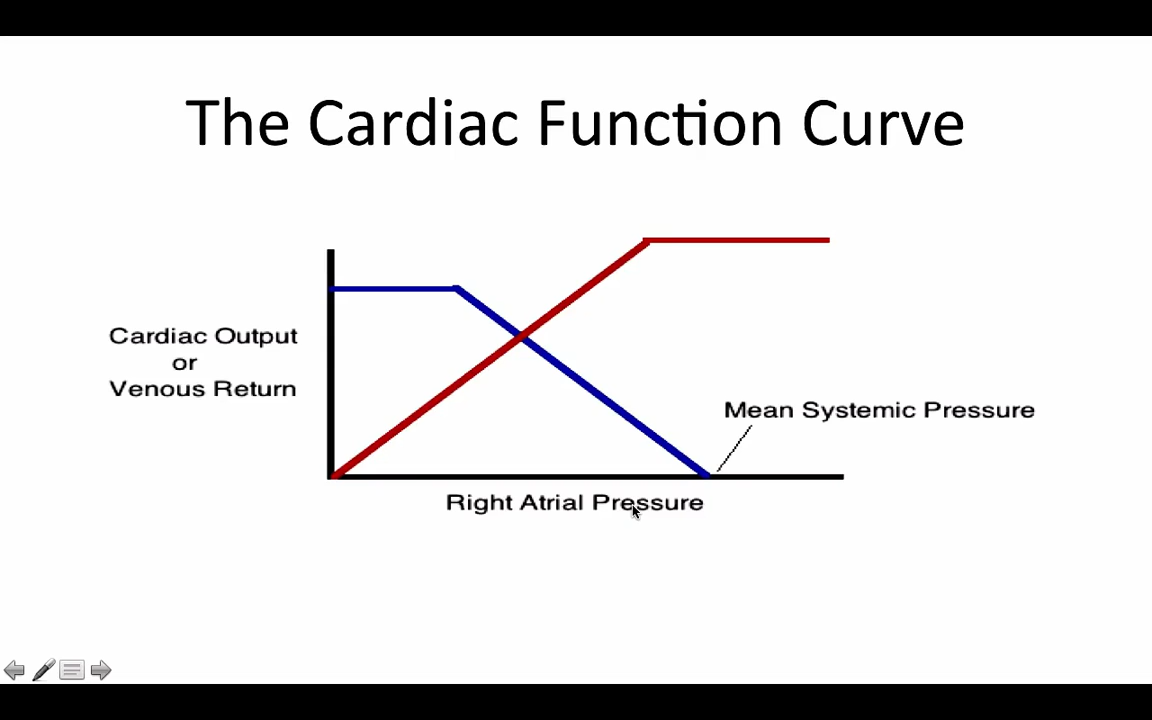 The Cardiac Function Curve
Cardiac Output
or
Venous Return
Mean Systemic Pressure
Right Atrial Pressure